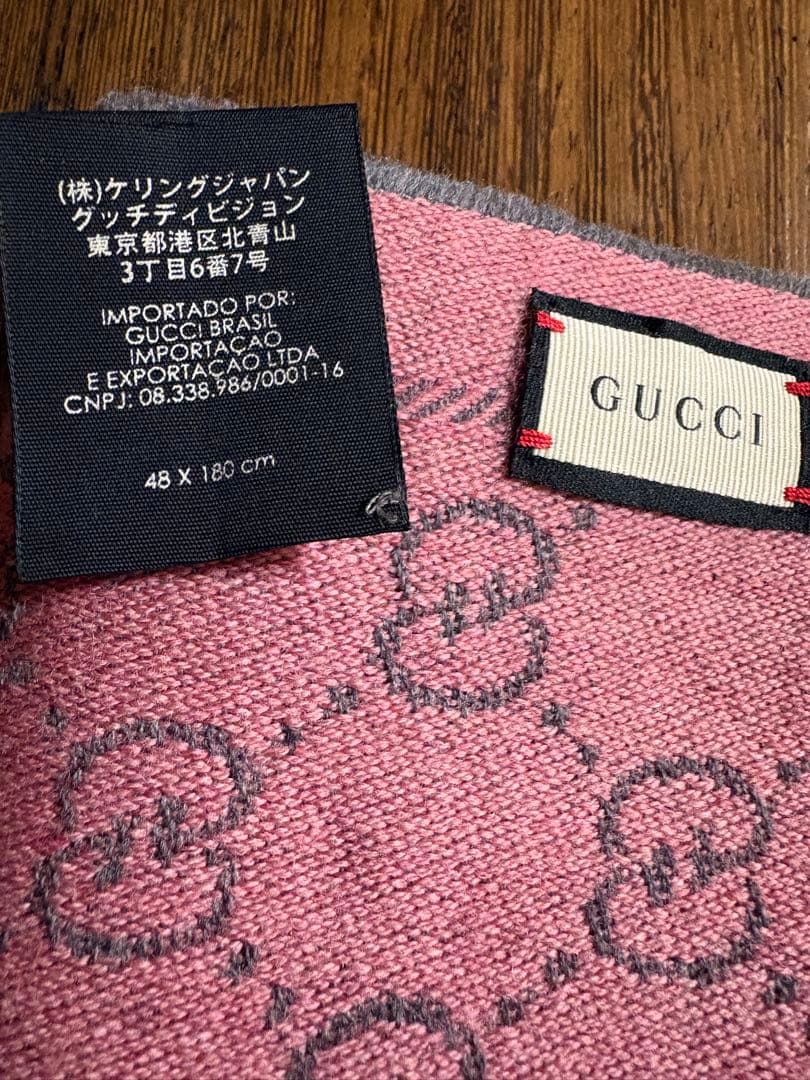 (株)ケリングジャパン
グッチディビジョン
東京都港区北青山
3丁目6番7号
IMPORTADO POR:
GUCCI BRASIL
IMPORTAÇAO
E EXPORTAÇAO LTDA
CNPJ: 08.338.986/0001-16
48 X 180 cm
GUCCI